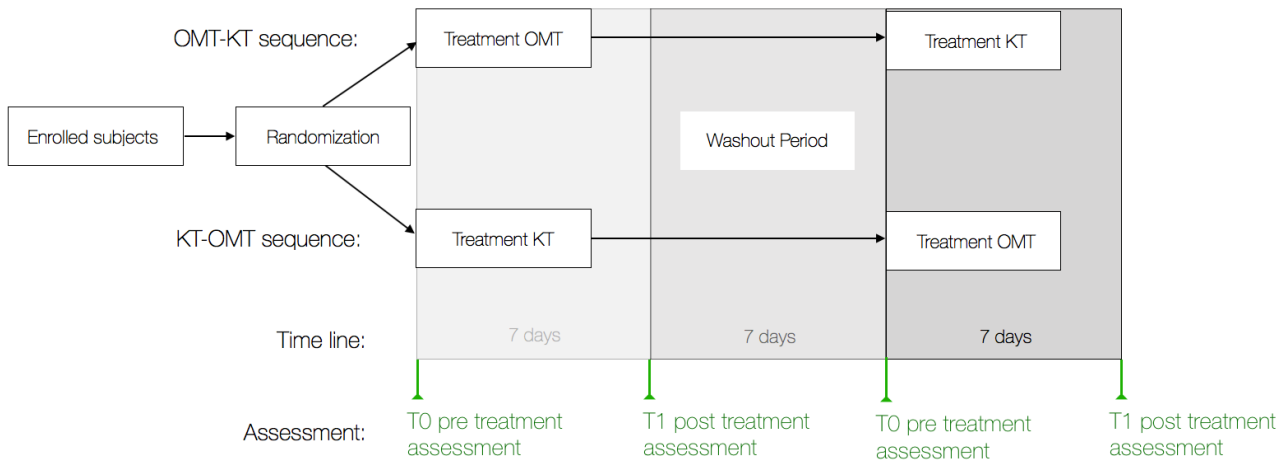 OMT-KT sequence:
Treatment OMT
Treatment KT
Enrolled subjects
Randomization
Washout Period
KT-OMT sequence:
Treatment KT
Treatment OMT
Time line:
7 days
7 days
7 days
Assessment:
T0 pre treatment
assessment
T1 post treatment
assessment
T0 pre treatment
assessment
T1 post treatment
assessment